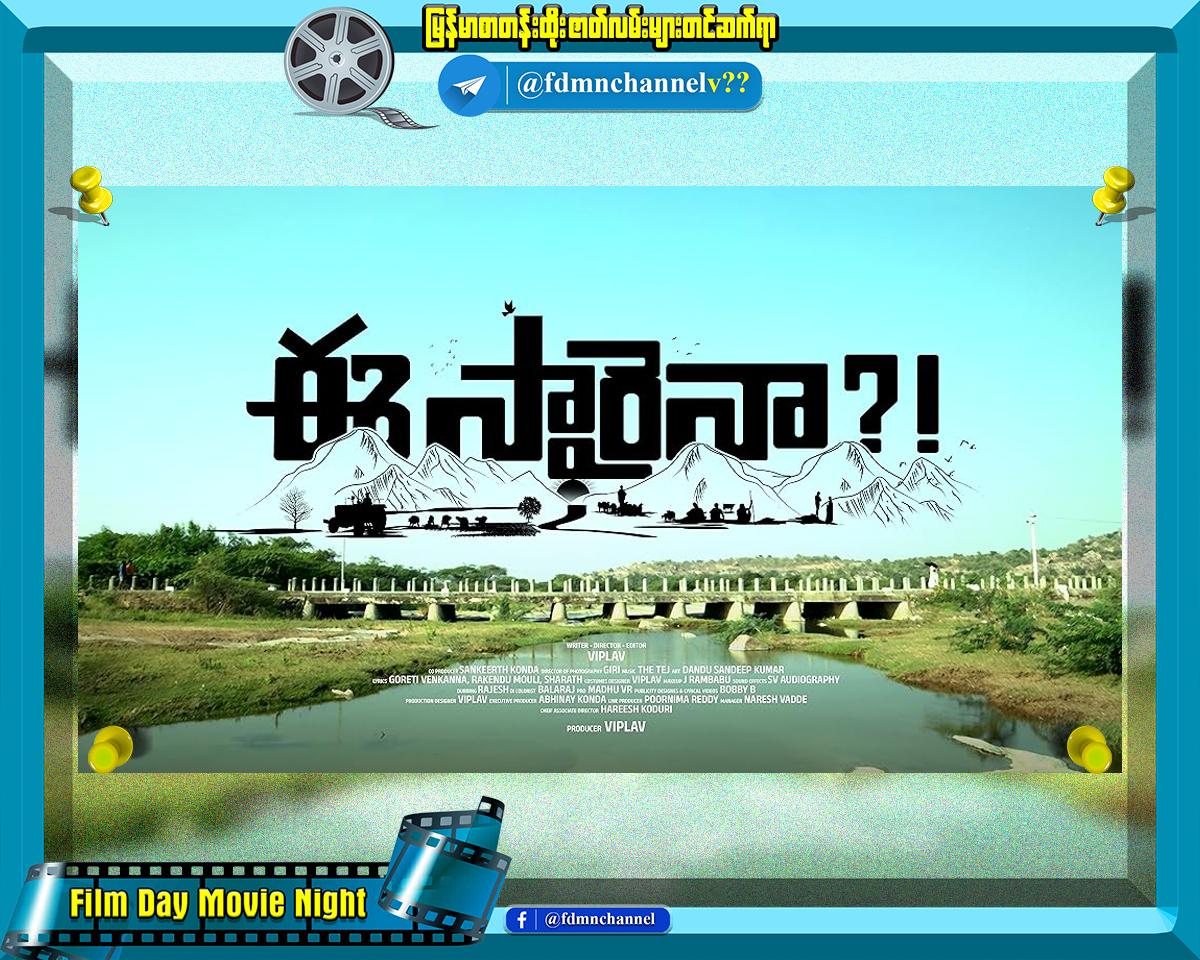 မြန်မာစာတန်းထိုး ဇာတ်လမ်းများတင်ဆက်ရာ
@fdmnchannelv??
ఈ సారైనా?!
WRITER - DIRECTOR - EDITOR
VIPLAV
CO PRODUCER SANKEERTH KONDA DIRECTOR OF PHOTOGRAPHY GIRI MUSIC THE TEJ ART DANDU SANDEEP KUMAR
LYRICS GORETI VENKANNA, RAKENDU MOULI, SHARATH COSTUMES DESIGNER VIPLAV MAKEUP J RAMBABU SOUND EFFECTS SV AUDIOGRAPHY
DUBBING RAJESH DI COLORIST BALARAJ PRO MADHU VR PUBLICITY DESIGNS & LYRICAL VIDEOS BOBBY B
PRODUCTION DESIGNER VIPLAV EXECUTIVE PRODUCER ABHINAY KONDA LINE PRODUCER POORNIMA REDDY MANAGER NARESH VADDE
CHIEF ASSOCIATE DIRECTOR HAREESH KODURI
PRODUCER VIPLAV
Film Day Movie Night
@fdmnchannel